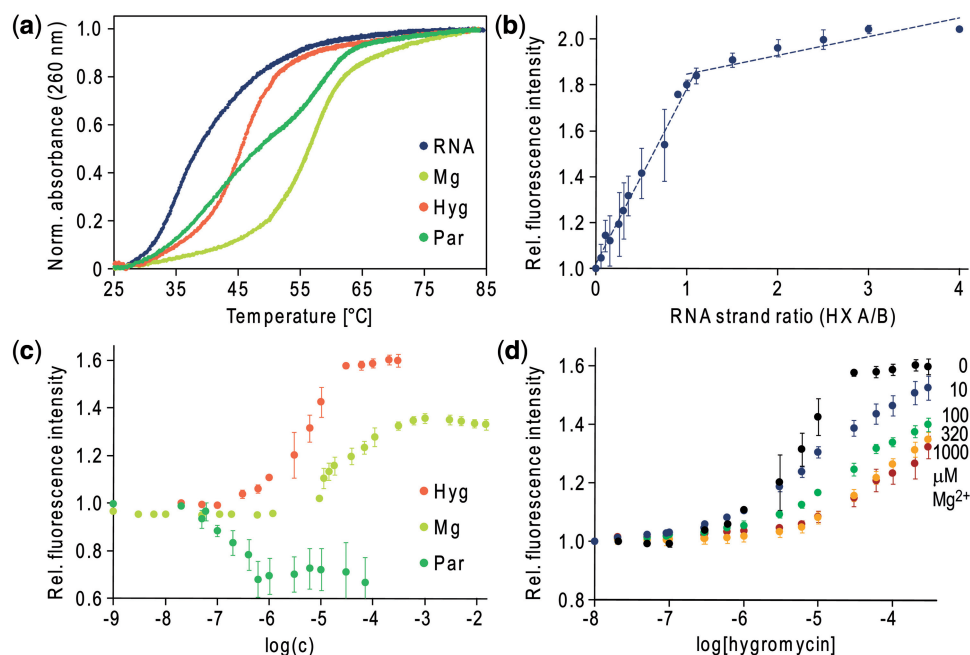 (a)
Norm. absorbance (260 nm)
1.0
0.8
0.6
0.4
0.2
0
25
35
45
55
65
75
85
Temperature [°C]
RNA
Mg
Hyg
Par
(b)
Rel. fluorescence intensity
2.0
1.8
1.6
1.4
1.2
1.0
0
1
2
3
4
RNA strand ratio (HX A/B)
(c)
Rel. fluorescence intensity
1.6
1.4
1.2
1.0
0.8
0.6
-9
-8
-7
-6
-5
-4
-3
-2
log(c)
Hyg
Mg
Par
(d)
Rel. fluorescence intensity
1.6
1.4
1.2
1.0
0.8
-8
-7
-6
-5
-4
log[hygromycin]
0
10
100
320
1000
µM
Mg2+